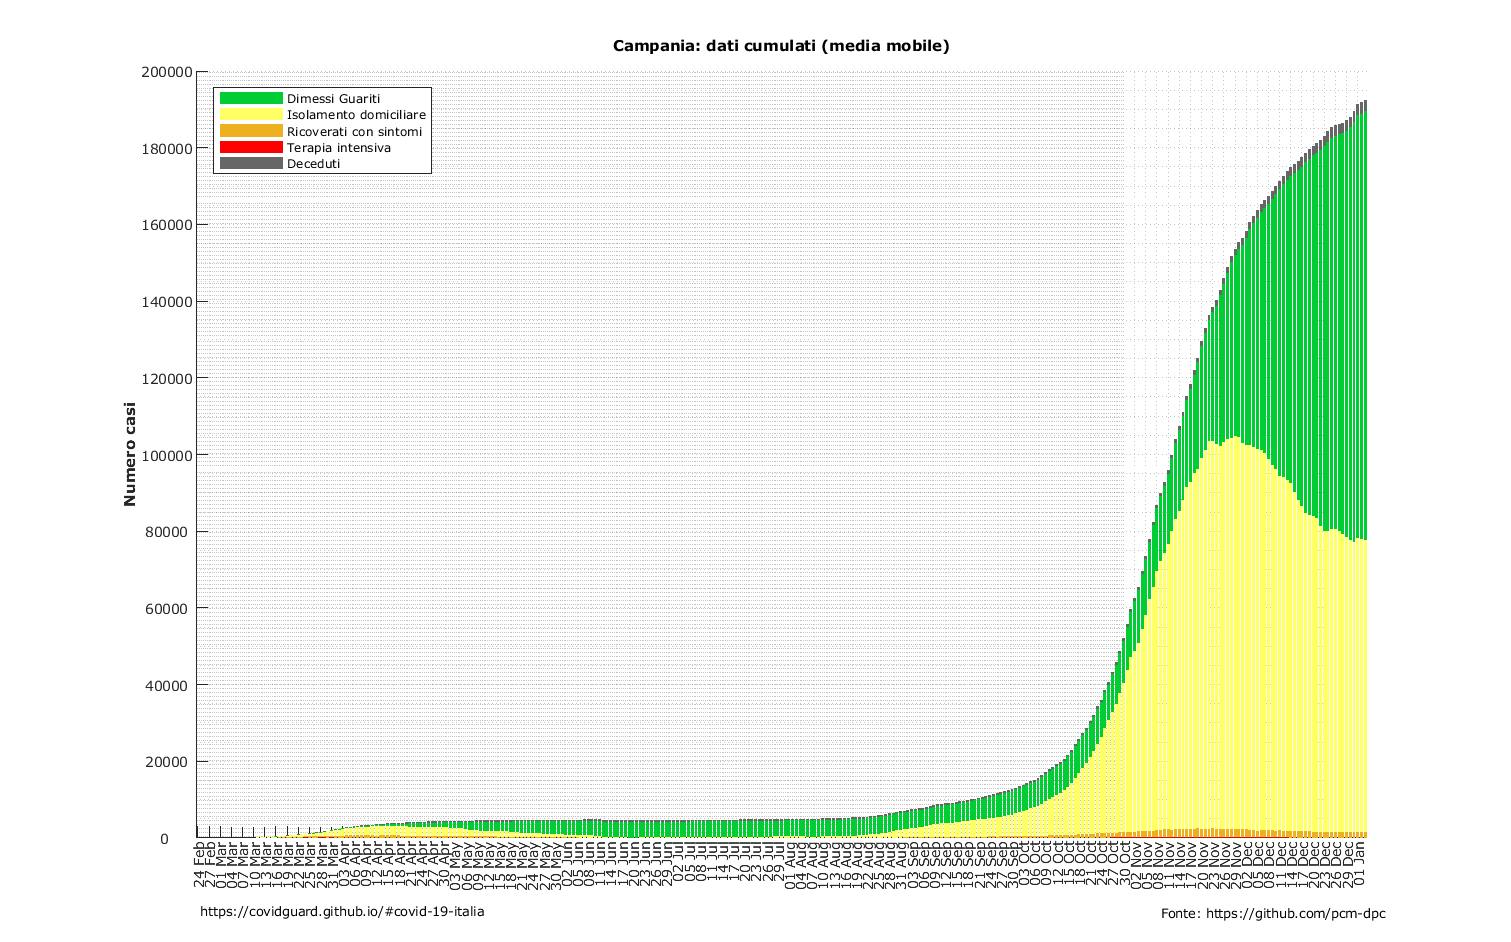 Campania: dati cumulati (media mobile)
Dimessi Guariti
Isolamento domiciliare
Ricoverati con sintomi
Terapia intensiva
Deceduti
Numero casi
200000
180000
160000
140000
120000
100000
80000
60000
40000
20000
0
24 Feb
27 Feb
01 Mar
04 Mar
07 Mar
10 Mar
13 Mar
16 Mar
19 Mar
22 Mar
25 Mar
28 Mar
31 Mar
03 Apr
06 Apr
09 Apr
12 Apr
15 Apr
18 Apr
21 Apr
24 Apr
27 Apr
30 Apr
03 May
06 May
09 May
12 May
15 May
18 May
21 May
24 May
27 May
30 May
02 Jun
05 Jun
08 Jun
11 Jun
14 Jun
17 Jun
20 Jun
23 Jun
26 Jun
29 Jun
02 Jul
05 Jul
08 Jul
11 Jul
14 Jul
17 Jul
20 Jul
23 Jul
26 Jul
29 Jul
01 Aug
04 Aug
07 Aug
10 Aug
13 Aug
16 Aug
19 Aug
22 Aug
25 Aug
28 Aug
31 Aug
03 Sep
06 Sep
09 Sep
12 Sep
15 Sep
18 Sep
21 Sep
24 Sep
27 Sep
30 Sep
03 Oct
06 Oct
09 Oct
12 Oct
15 Oct
18 Oct
21 Oct
24 Oct
27 Oct
30 Oct
02 Nov
05 Nov
08 Nov
11 Nov
14 Nov
17 Nov
20 Nov
23 Nov
26 Nov
29 Nov
02 Dec
05 Dec
08 Dec
11 Dec
14 Dec
17 Dec
20 Dec
23 Dec
26 Dec
29 Dec
01 Jan
https://covidguard.github.io/#covid-19-italia
Fonte: https://github.com/pcm-dpc